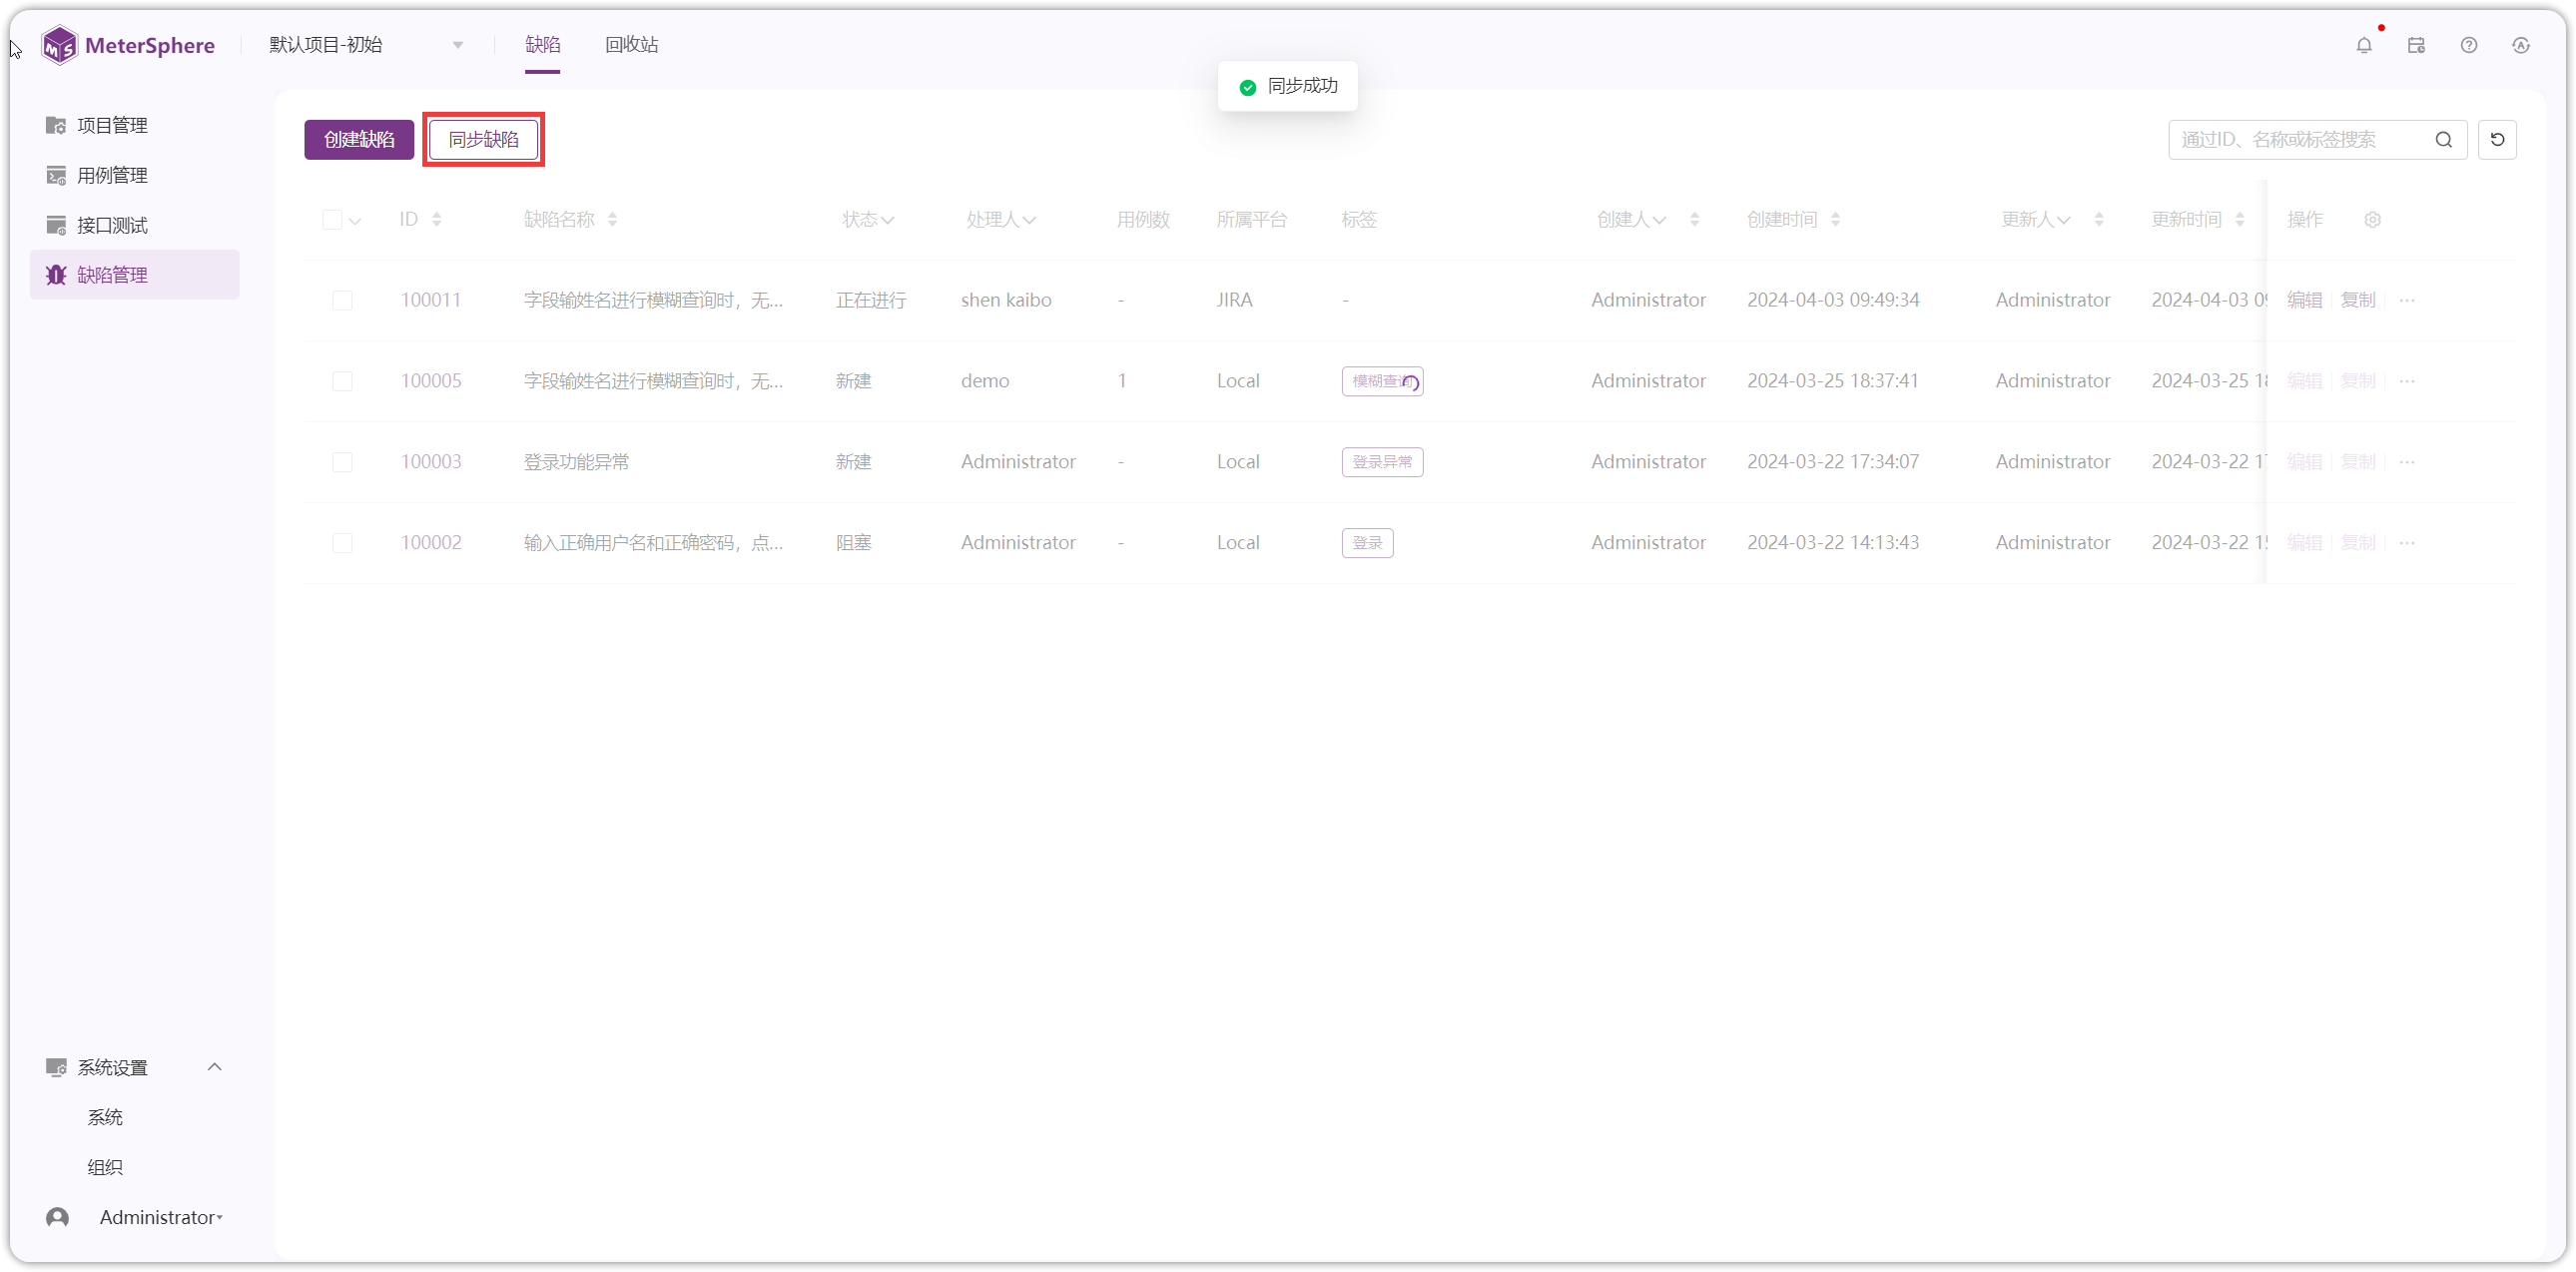 MeterSphere 默认项目-初始 缺陷 回收站
同步成功
项目管理
用例管理
接口测试
缺陷管理
创建缺陷 同步缺陷 通过ID、名称或标签搜索
ID 缺陷名称 状态 处理人 用例数 所属平台 标签 创建人 创建时间 更新人 更新时间 操作
100011 字段输姓名进行模糊查询时，无... 正在进行 shen kaibo - JIRA - Administrator 2024-04-03 09:49:34 Administrator 2024-04-03 编辑 复制 ...
100005 字段输姓名进行模糊查询时，无... 新建 demo 1 Local 模糊查询 Administrator 2024-03-25 18:37:41 Administrator 2024-03-25 编辑 复制 ...
100003 登录功能异常 新建 Administrator - Local 登录异常 Administrator 2024-03-22 17:34:07 Administrator 2024-03-22 编辑 复制 ...
100002 输入正确用户名和正确密码，点... 阻塞 Administrator - Local 登录 Administrator 2024-03-22 14:13:43 Administrator 2024-03-22 编辑 复制 ...
系统设置
系统
组织
Administrator